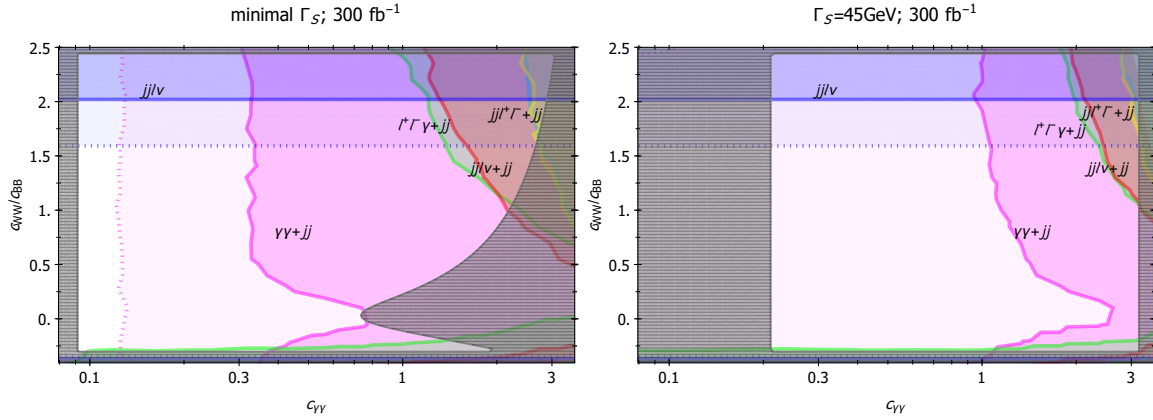 minimal Γ_S; 300 fb⁻¹
c_WW/c_BB
2.5
2.0
1.5
1.
0.5
0.
jjlν
l⁺l⁻γ+jj
jjl⁺l⁻+jj
jjlν+jj
γγ+jj
0.1
0.3
1
3
c_γγ
Γ_S=45GeV; 300 fb⁻¹
c_WW/c_BB
2.5
2.0
1.5
1.
0.5
0.
jjlν
jjl⁺l⁻+jj
l⁺l⁻γ+jj
jjlν+jj
γγ+jj
0.1
0.3
1
3
c_γγ